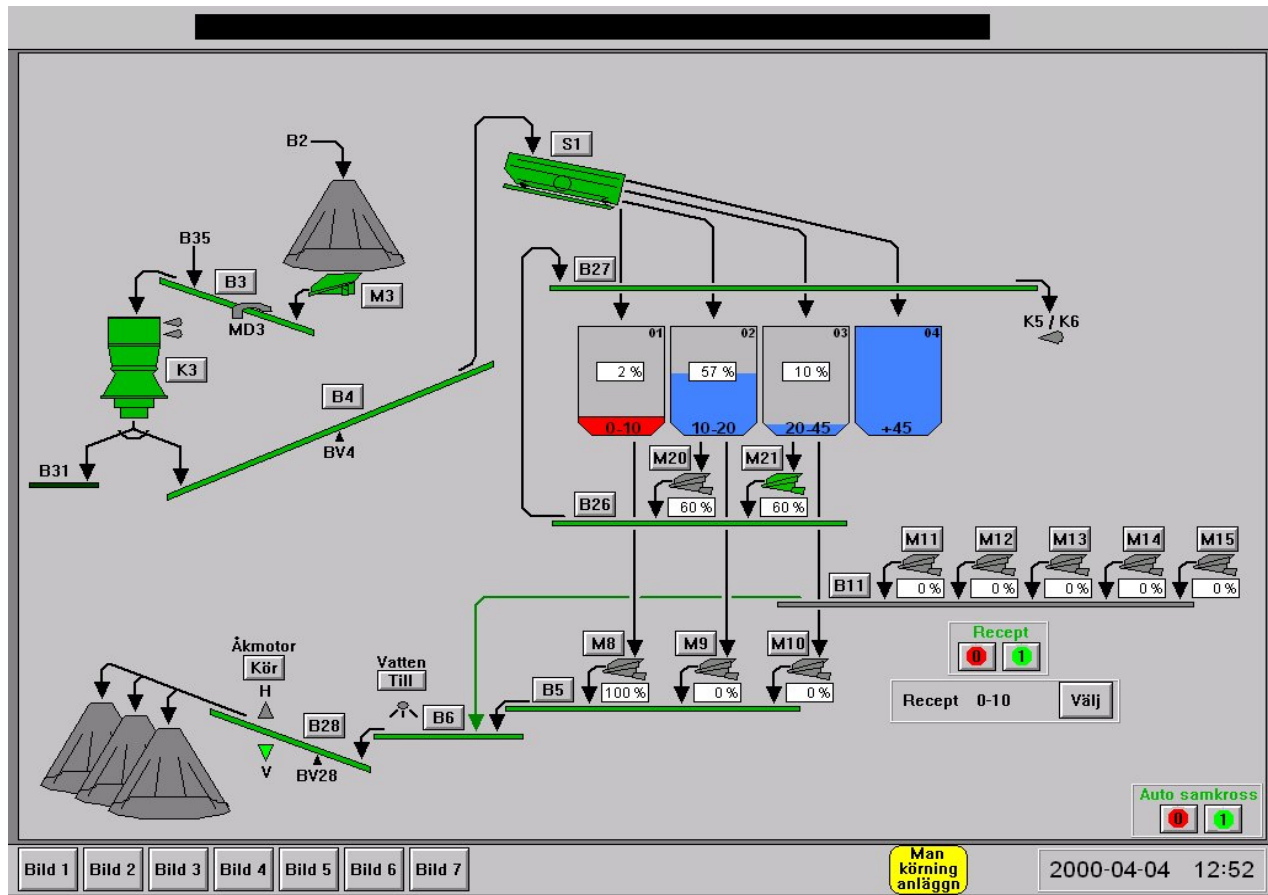 B2
S1
B35
B27
B3
M3
MD3
K5 / K6
01
02
03
04
2 %
57 %
10 %
K3
B4
0-10
10-20
20-45
+45
BV4
M20
M21
B31
60 %
60 %
B26
M11
M12
M13
M14
M15
B11
0 %
0 %
0 %
0 %
0 %
Recept
0
1
Åkmotor
Kör
H
Vatten
Till
M8
M9
M10
B5
100 %
0 %
0 %
Recept 0-10 Välj
B28
B6
V
BV28
Auto samkross
0
1
Bild 1
Bild 2
Bild 3
Bild 4
Bild 5
Bild 6
Bild 7
Man
körning
anläggn
2000-04-04 12:52